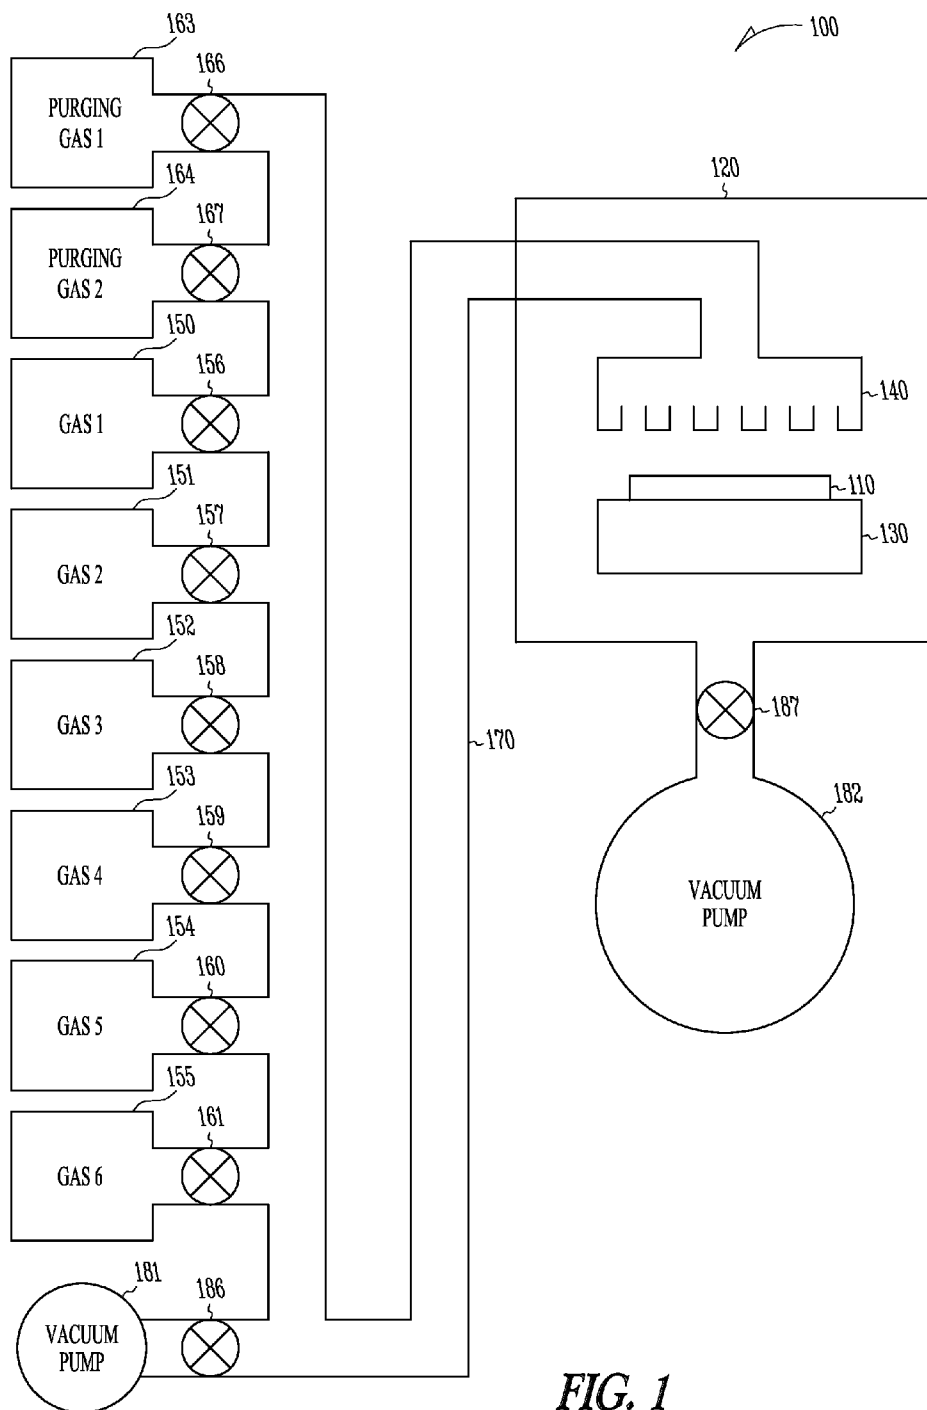 163
166
100
PURGING
GAS 1
164
167
120
PURGING
GAS 2
150
156
140
GAS 1
151
157
110
130
GAS 2
152
158
187
GAS 3
170
153
159
182
GAS 4
VACUUM
PUMP
154
160
GAS 5
155
161
GAS 6
181
186
VACUUM
PUMP
FIG. 1